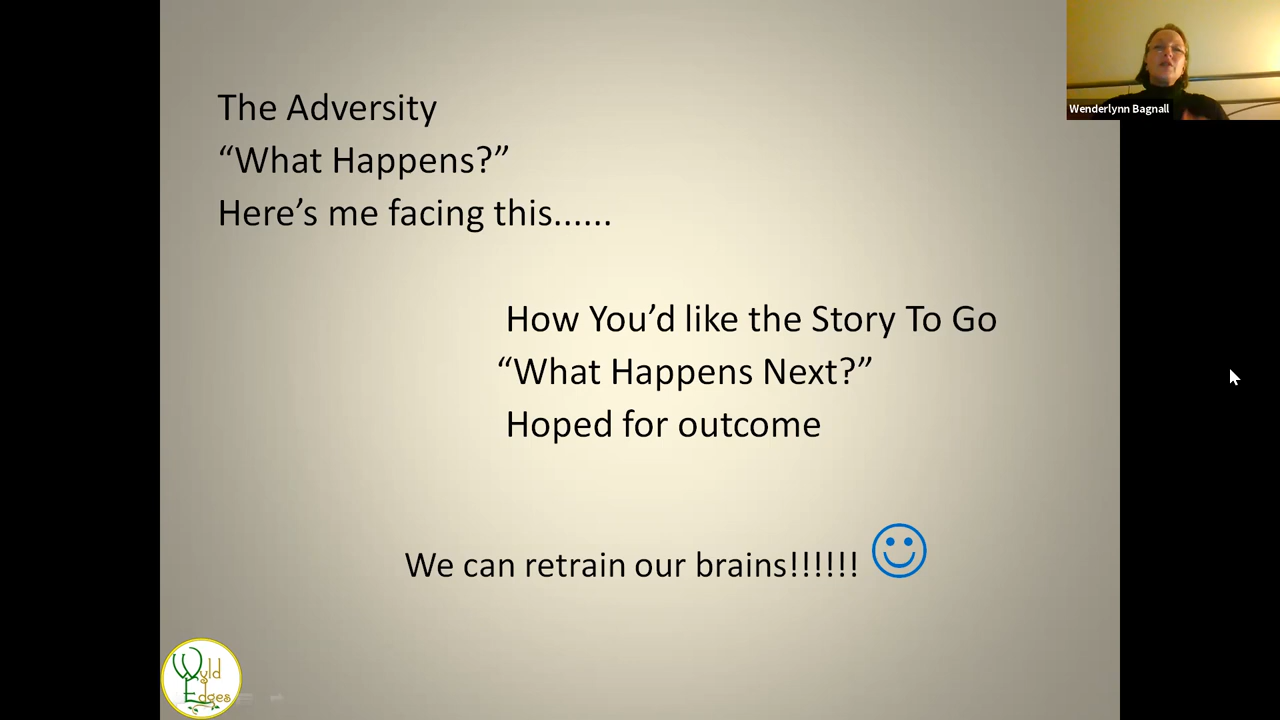 The Adversity
“What Happens?”
Here’s me facing this......
How You’d like the Story To Go
“What Happens Next?”
Hoped for outcome
We can retrain our brains!!!!!!
Wenderlynn Bagnall
Wyld
Edges